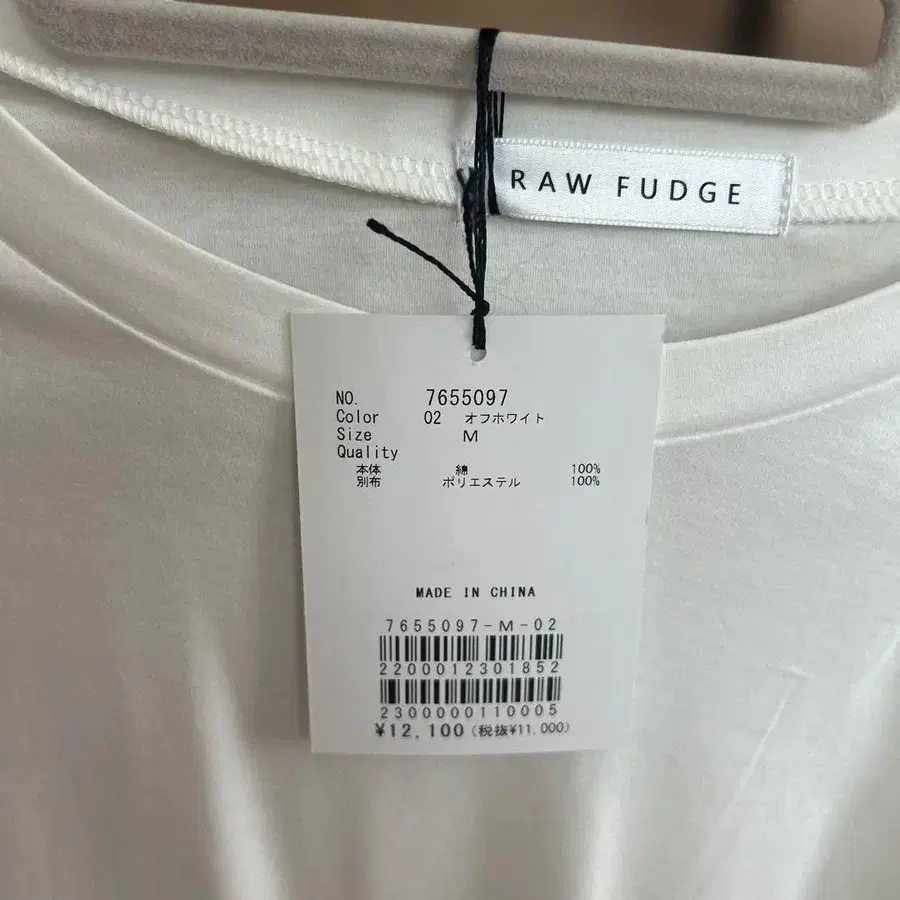 RAW FUDGE
NO. 7655097
Color 02 オフホワイト
Size M
Quality
本体 綿 100%
別布 ポリエステル 100%
MADE IN CHINA
7655097-M-02
2200012301852
2300000110005
¥12,100(税抜¥11,000)